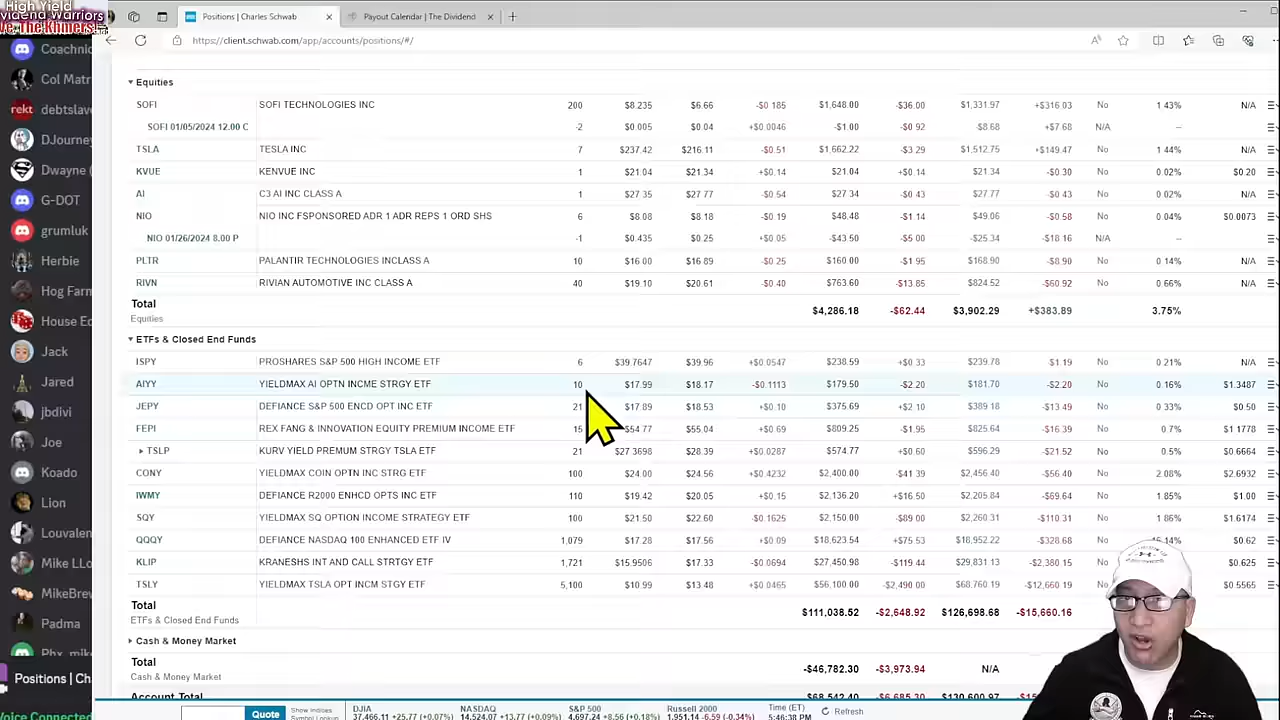 High Yield
Dividend Warriors
Positions | Charles Schwab
Payout Calendar | The Dividend
https://client.schwab.com/app/accounts/positions/#/
Coachnic
Col Matr
debtslave
DJourney
Dwayne (
G-DOT
grumluk
Herbie
Hog Farm
House E
Jack
Jared
jbdivi
Joe
Koado
Lion
Louvalen
Mike LLo
MikeBrew
Padma
Phx_mike
Positions | Ch
Voice Connected
Equities
SOFI SOFI TECHNOLOGIES INC 200 $8.235 $6.66 -$0.185 $1,648.00 -$36.00 $1,331.97 +$316.03 No 1.43% N/A
SOFI 01/05/2024 12.00 C -2 $0.005 $0.04 +$0.0046 -$1.00 -$0.92 -$8.68 +$7.68 N/A --
TSLA TESLA INC 7 $237.42 $216.11 -$0.51 $1,662.22 -$3.29 $1,512.75 +$149.47 No 1.44% N/A
KVUE KENVUE INC 1 $21.04 $21.34 +$0.14 $21.04 +$0.14 $21.34 -$0.30 No 0.02% $0.20
AI C3 AI INC CLASS A 1 $27.35 $27.77 -$0.54 $27.34 -$0.43 $27.77 -$0.43 No 0.02% N/A
NIO NIO INC FSPONSORED ADR 1 ADR REPS 1 ORD SHS 6 $8.08 $8.18 -$0.19 $48.48 -$1.14 $49.06 -$0.58 No 0.04% $0.0073
NIO 01/26/2024 8.00 P -1 $0.435 $0.25 +$0.05 -$43.50 -$5.00 -$25.34 -$18.16 N/A --
PLTR PALANTIR TECHNOLOGIES INCLASS A 10 $16.00 $16.89 -$0.25 $160.00 -$1.95 $168.90 -$8.90 No 0.14% N/A
RIVN RIVIAN AUTOMOTIVE INC CLASS A 40 $19.10 $20.61 -$0.40 $763.60 -$13.85 $824.52 -$60.92 No 0.66% N/A
Total $4,286.18 -$62.44 $3,902.29 +$383.89 3.75%
Equities
ETFs & Closed End Funds
ISPY PROSHARES S&P 500 HIGH INCOME ETF 6 $39.7647 $39.96 +$0.0547 $238.59 +$0.33 $239.78 -$1.19 No 0.21% N/A
AIYY YIELDMAX AI OPTN INCME STRGY ETF 10 $17.99 $18.17 -$0.1113 $179.50 -$2.20 $181.70 -$2.20 No 0.16% $1.3487
JEPY DEFIANCE S&P 500 ENCD OPT INC ETF 21 $17.89 $18.53 +$0.10 $375.69 +$2.10 $389.18 -$13.49 No 0.33% $0.50
FEPI REX FANG & INNOVATION EQUITY PREMIUM INCOME ETF 15 $54.77 $55.04 +$0.69 $809.25 -$1.95 $825.64 -$16.39 No 0.7% $1.1778
TSLP KURV YIELD PREMUM STRTGY TSLA ETF 21 $27.3698 $28.39 +$0.0287 $574.77 +$0.60 $596.29 -$21.52 No 0.5% $0.6664
CONY YIELDMAX COIN OPTN INC STRG ETF 100 $24.00 $24.56 +$0.4232 $2,400.00 -$41.39 $2,456.40 -$56.40 No 2.08% $2.6932
IWMY DEFIANCE R2000 ENHCD OPTS INC ETF 110 $19.42 $20.05 +$0.15 $2,136.20 +$16.50 $2,205.84 -$69.64 No 1.85% $1.00
SQY YIELDMAX SQ OPTION INCOME STRATEGY ETF 100 $21.50 $22.60 -$0.1625 $2,150.00 -$89.00 $2,260.31 -$110.31 No 1.86% $1.6174
QQQY DEFIANCE NASDAQ 100 ENHANCED ETF IV 1,079 $17.28 $17.56 +$0.09 $18,623.54 +$75.53 $18,952.22 -$328.68 No .14% $0.62
KLIP KRANESHS INT AND CALL STRTGY ETF 1,721 $15.9506 $17.33 -$0.0694 $27,450.98 -$119.44 $29,831.13 -$2,380.15 No $0.625
TSLY YIELDMAX TSLA OPT INCM STGY ETF 5,100 $10.99 $13.48 +$0.0465 $56,100.00 -$2,490.00 $68,760.19 -$12,660.19 No $0.5565
Total $111,038.52 -$2,648.92 $126,698.68 -$15,660.16
ETFs & Closed End Funds
Cash & Money Market
Total -$46,782.30 -$3,973.94 N/A
Cash & Money Market
Account Total $68,542.40 -$6,685.30 $130,600.97
Quote Show Indices
Symbol Lookup
DJIA
37,466.11 +25.77 (+0.07%)
NASDAQ
14,524.07 +13.77 (+0.09%)
S&P 500
4,697.24 +8.56 (+0.18%)
Russell 2000
1,951.14 -6.59 (-0.34%)
Time (ET)
5:46:38 PM
Refresh